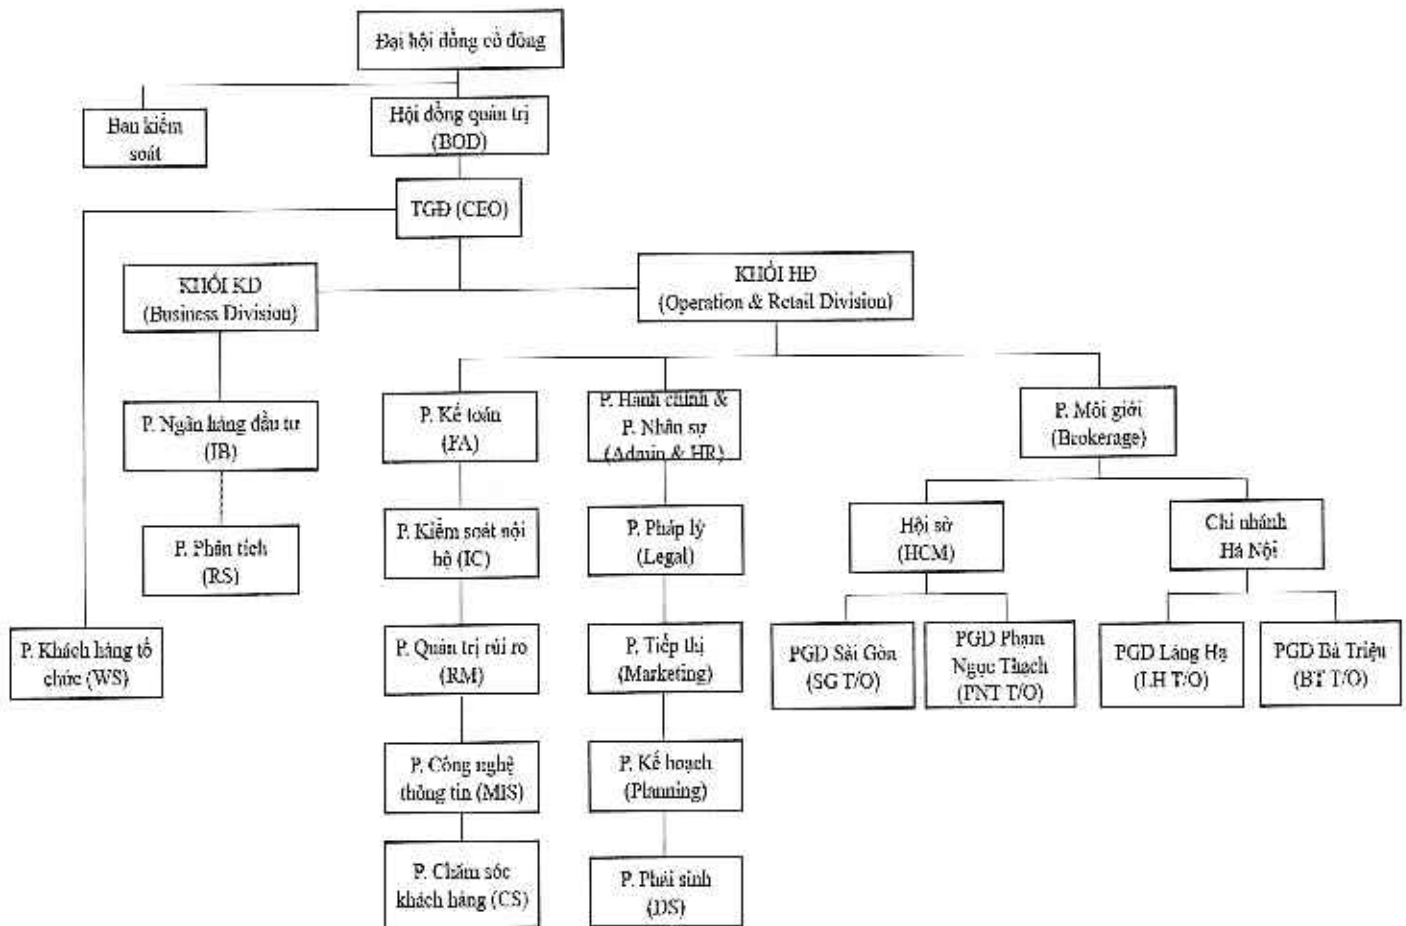 Đại hội đồng cổ đông
Ban kiểm
soát
Hội đồng quản trị
(BOD)
TGĐ (CEO)
KHỐI KD
(Business Division)
KHỐI HĐ
(Operation & Retail Division)
P. Ngân hàng đầu tư
(IB)
P. Phân tích
(RS)
P. Khách hàng tổ
chức (WS)
P. Kế toán
(FA)
P. Kiểm soát nội
bộ (IC)
P. Quản trị rủi ro
(RM)
P. Công nghệ
thông tin (MIS)
P. Chăm sóc
khách hàng (CS)
P. Hành chính &
P. Nhân sự
(Admin & HR)
P. Pháp lý
(Legal)
P. Tiếp thị
(Marketing)
P. Kế hoạch
(Planning)
P. Phái sinh
(DS)
P. Môi giới
(Brokerage)
Hội sở
(HCM)
Chi nhánh
Hà Nội
PGD Sài Gòn
(SG T/O)
PGD Phạm
Ngọc Thạch
(PNT T/O)
PGD Láng Hạ
(LH T/O)
PGD Bà Triệu
(BT T/O)